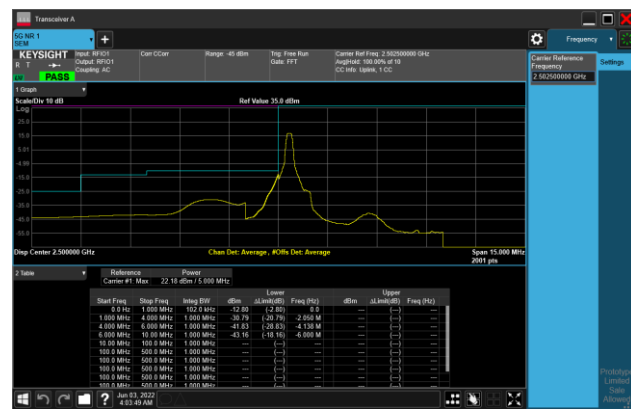 Transceiver A
5G NR 1
SEM
+
Frequency
KEYSIGHT
R T
PASS
Input: RFIO1
Output: RFIO1
Coupling: AC
Corr CCorr
Range: -45 dBm
Trig: Free Run
Gate: FFT
Carrier Ref Freq: 2.502500000 GHz
Avg|Hold: 100.00% of 10
CC Info: Uplink, 1 CC
Carrier Reference
Frequency
2.502500000 GHz
Settings
1 Graph
Scale/Div 10 dB
Ref Value 35.0 dBm
Log
25.0
15.0
5.01
-4.99
-15.0
-25.0
-35.0
-45.0
-55.0
Disp Center 2.500000 GHz
Chan Det: Average , #Offs Det: Average
Span 15.000 MHz
2001 pts
2 Table
Reference Power
Carrier #1: Max 22.18 dBm / 5.000 MHz
Lower Upper
Start Freq Stop Freq Integ BW dBm ΔLimit(dB) Freq (Hz) dBm ΔLimit(dB) Freq (Hz)
0.0 Hz 1.000 MHz 102.0 kHz -12.80 (-2.80) 0.0 --- (---) ---
1.000 MHz 4.000 MHz 1.000 MHz -30.79 (-20.79) -2.050 M --- (---) ---
4.000 MHz 6.000 MHz 1.000 MHz -41.83 (-28.83) -4.138 M --- (---) ---
6.000 MHz 10.00 MHz 1.000 MHz -43.16 (-18.16) -6.000 M --- (---) ---
10.00 MHz 100.0 MHz 1.000 MHz --- (---) --- --- (---) ---
100.0 MHz 500.0 MHz 1.000 MHz --- (---) --- --- (---) ---
100.0 MHz 500.0 MHz 1.000 MHz --- (---) --- --- (---) ---
100.0 MHz 500.0 MHz 1.000 MHz --- (---) --- --- (---) ---
100.0 MHz 500.0 MHz 1.000 MHz --- (---) --- --- (---) ---
Prototype
Limited
Sale
Allowed
?
Jun 03, 2022
4:03:49 AM